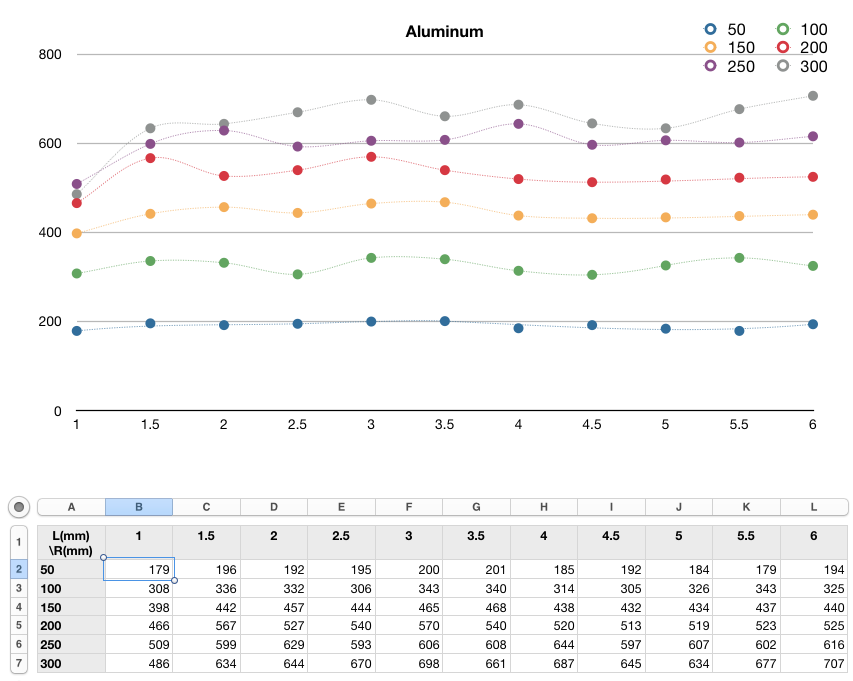 Aluminum
50 100
150 200
250 300
800
600
400
200
0
1 1.5 2 2.5 3 3.5 4 4.5 5 5.5 6
A B C D E F G H I J K L
1 L(mm) 1 1.5 2 2.5 3 3.5 4 4.5 5 5.5 6
\R(mm)
2 50 179 196 192 195 200 201 185 192 184 179 194
3 100 308 336 332 306 343 340 314 305 326 343 325
4 150 398 442 457 444 465 468 438 432 434 437 440
5 200 466 567 527 540 570 540 520 513 519 523 525
6 250 509 599 629 593 606 608 644 597 607 602 616
7 300 486 634 644 670 698 661 687 645 634 677 707